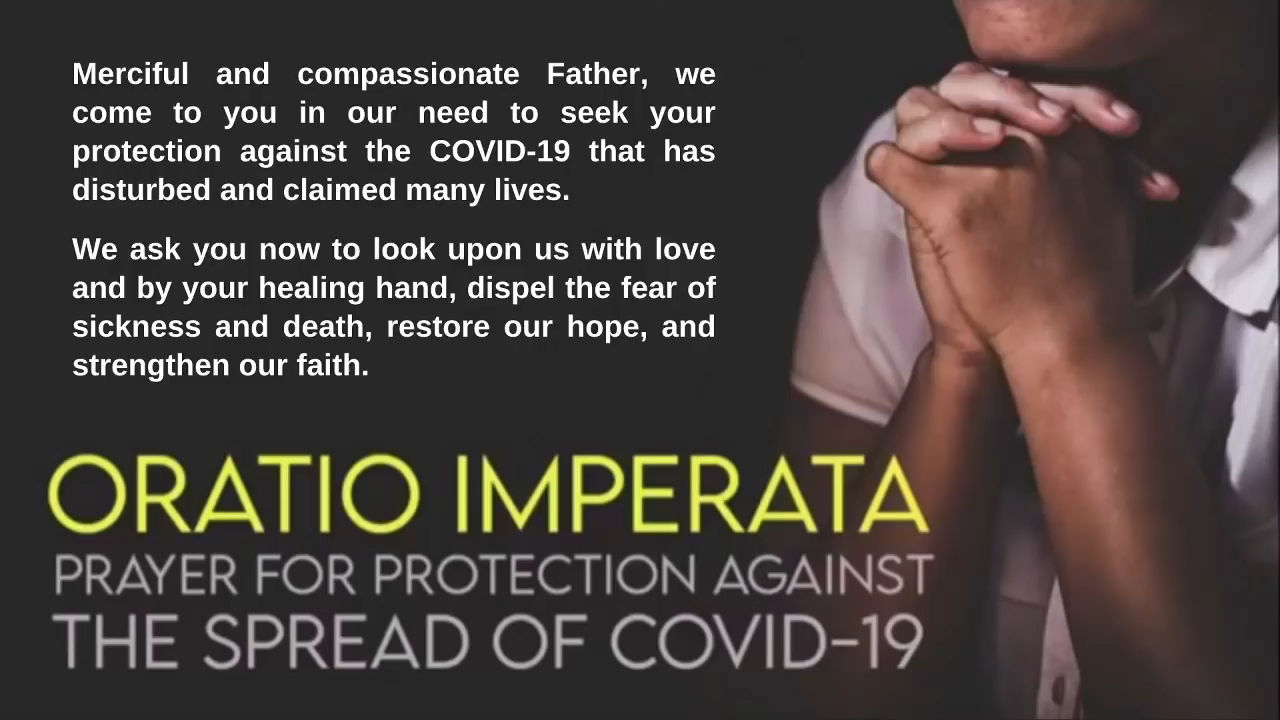 Merciful and compassionate Father, we
come to you in our need to seek your
protection against the COVID-19 that has
disturbed and claimed many lives.
We ask you now to look upon us with love
and by your healing hand, dispel the fear of
sickness and death, restore our hope, and
strengthen our faith.
ORATIO IMPERATA
PRAYER FOR PROTECTION AGAINST
THE SPREAD OF COVID-19